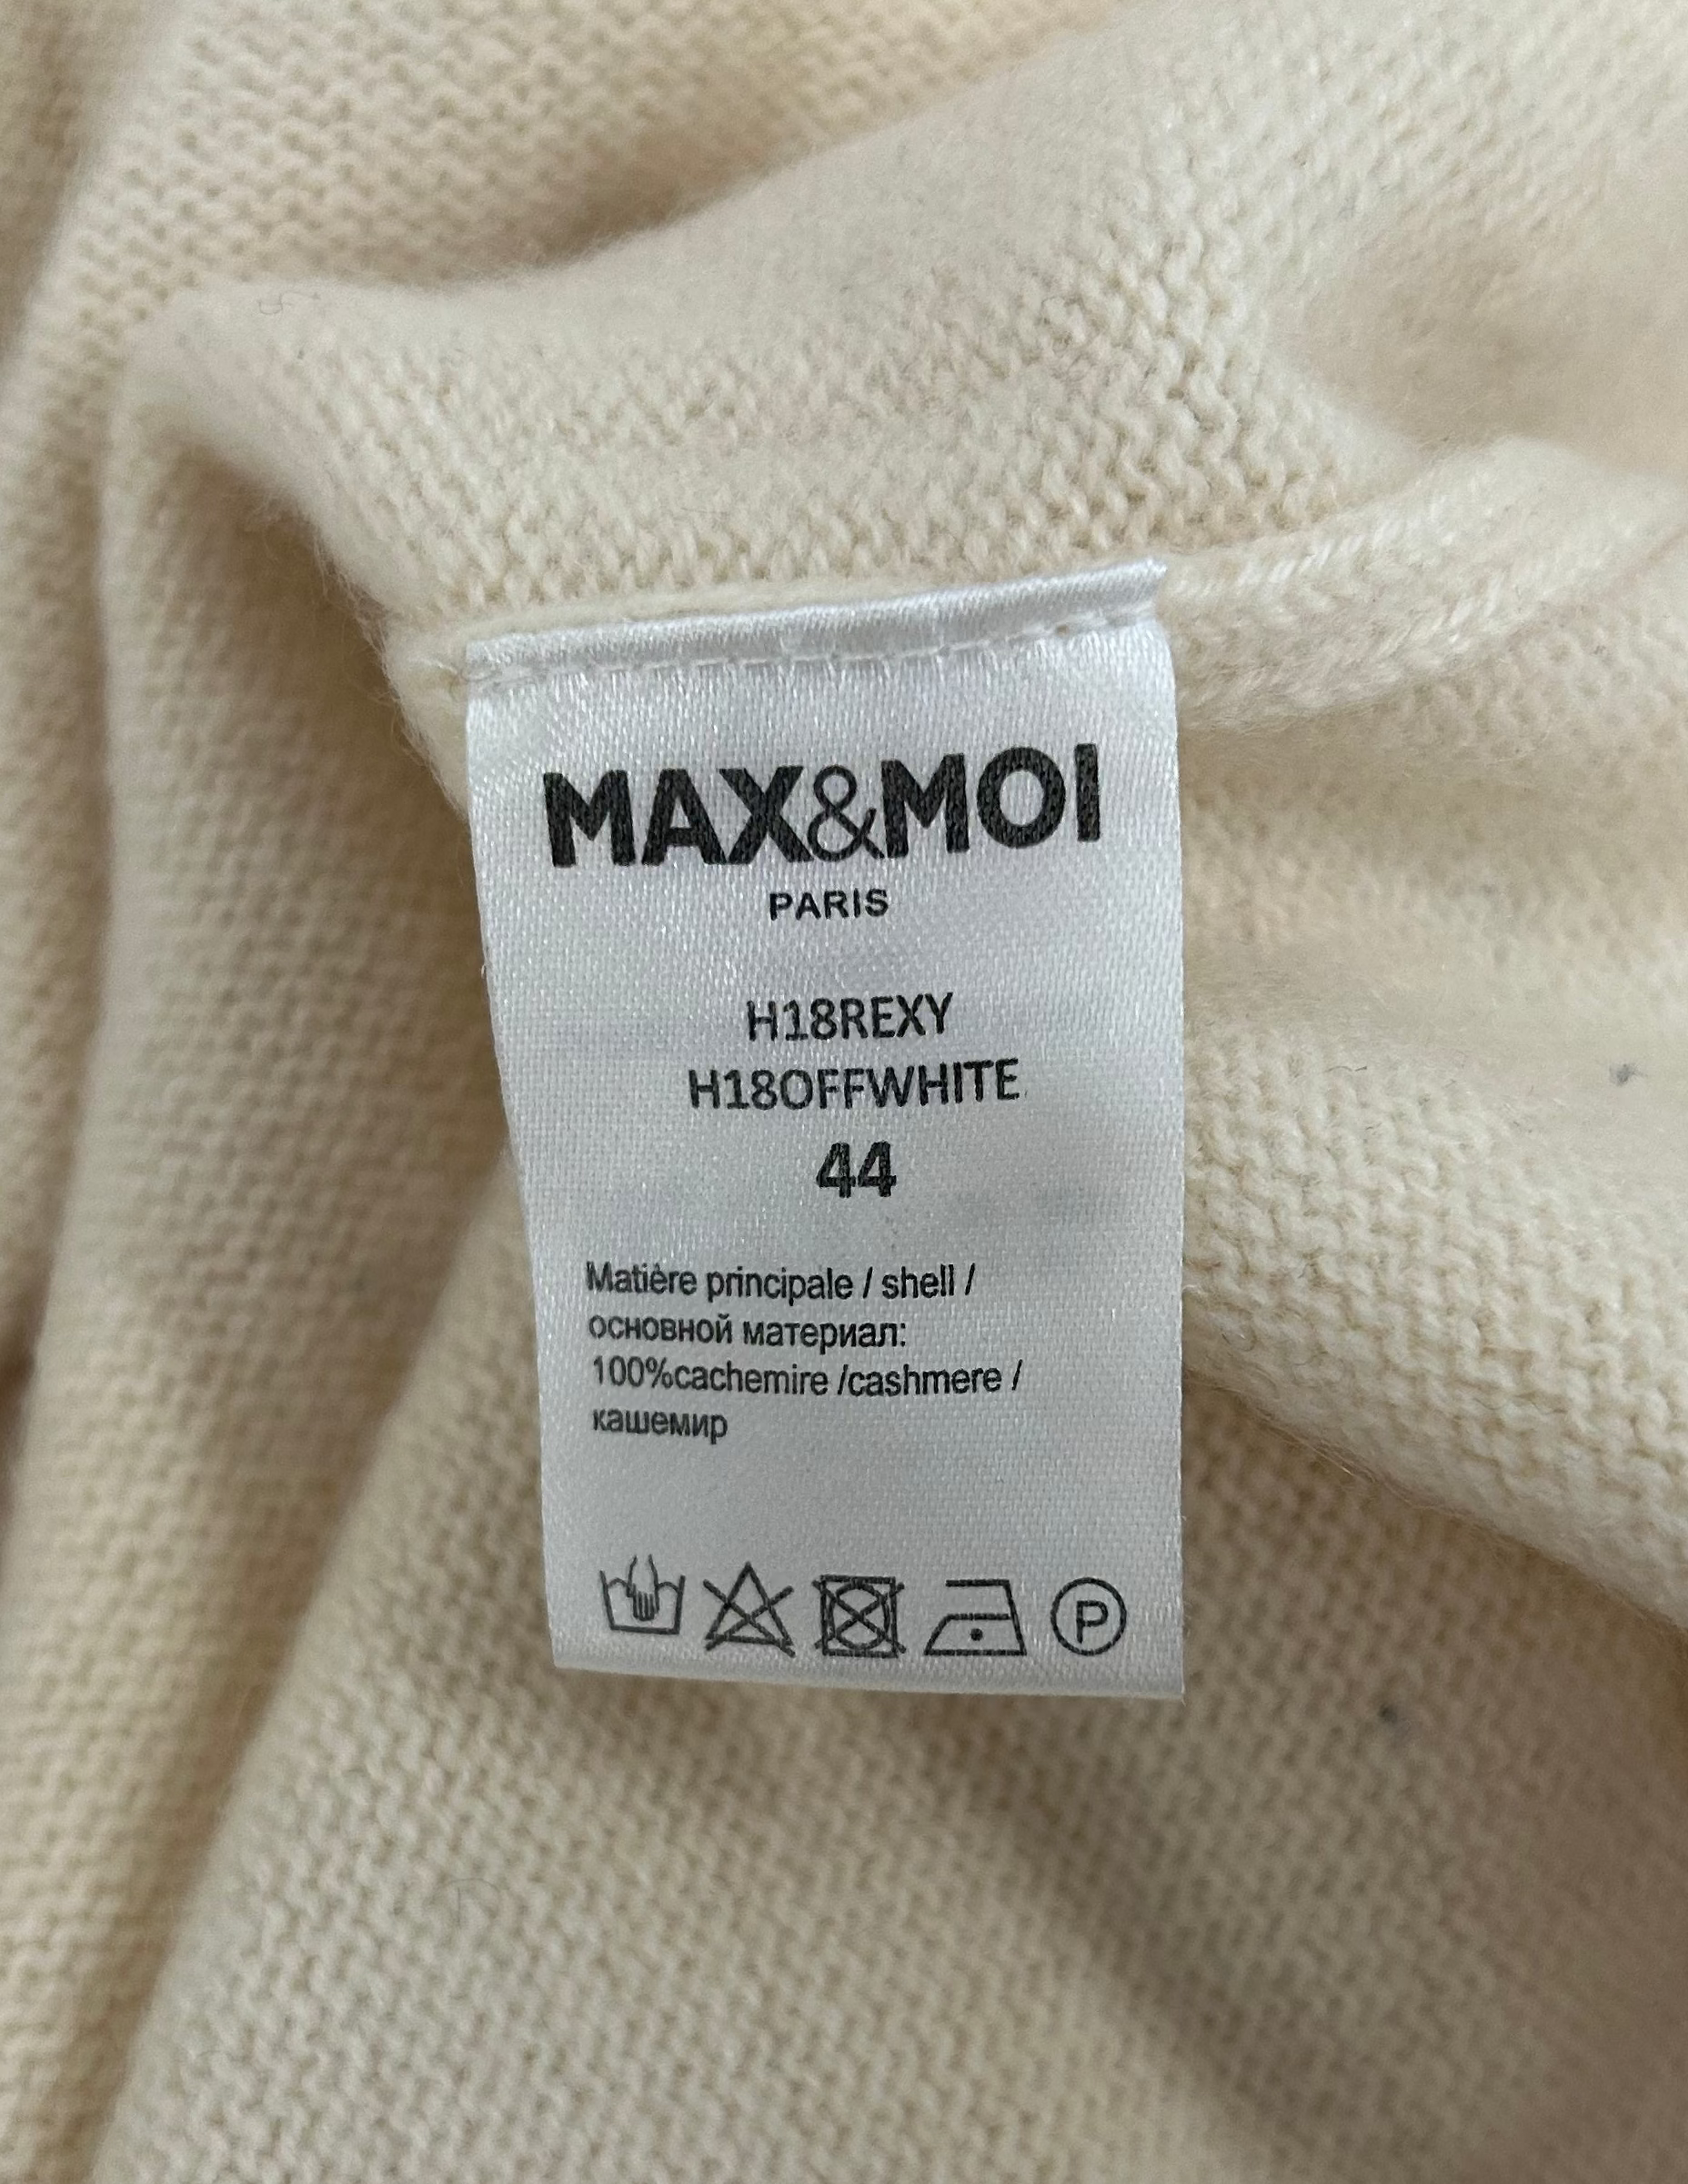 MAX&MOI
PARIS
H18REXY
H18OFFWHITE
44
Matière principale / shell /
основной материал:
100%cachemire /cashmere /
кашемир
P